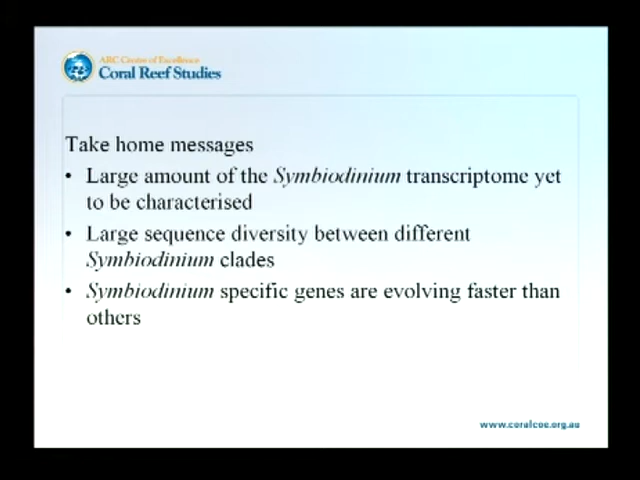 ARC Centre of Excellence
Coral Reef Studies
Take home messages
• Large amount of the Symbiodinium transcriptome yet
to be characterised
• Large sequence diversity between different
Symbiodinium clades
• Symbiodinium specific genes are evolving faster than
others
www.coralcoe.org.au